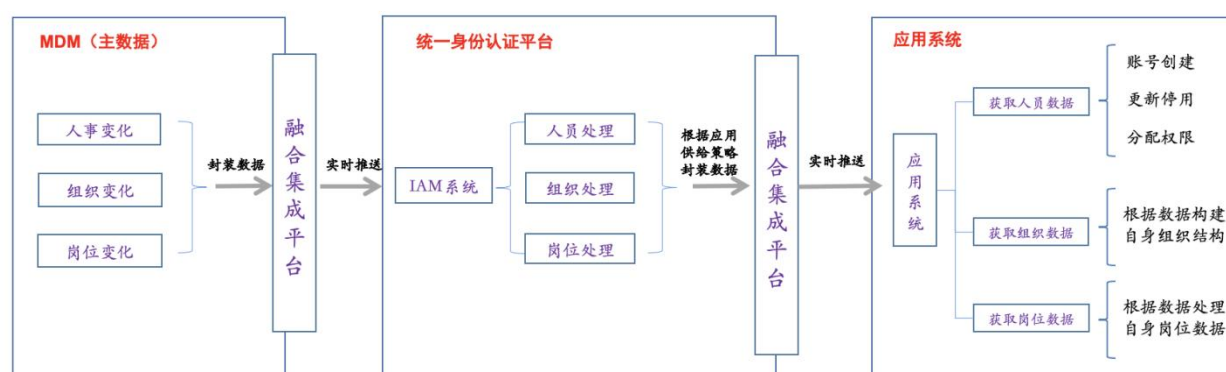 MDM（主数据）
人事变化
组织变化
岗位变化
封装数据
融合集成平台
实时推送
统一身份认证平台
IAM系统
人员处理
组织处理
岗位处理
根据应用
供给策略
封装数据
融合集成平台
实时推送
应用系统
应用系统
获取人员数据
账号创建
更新停用
分配权限
获取组织数据
根据数据构建
自身组织结构
获取岗位数据
根据数据处理
自身岗位数据